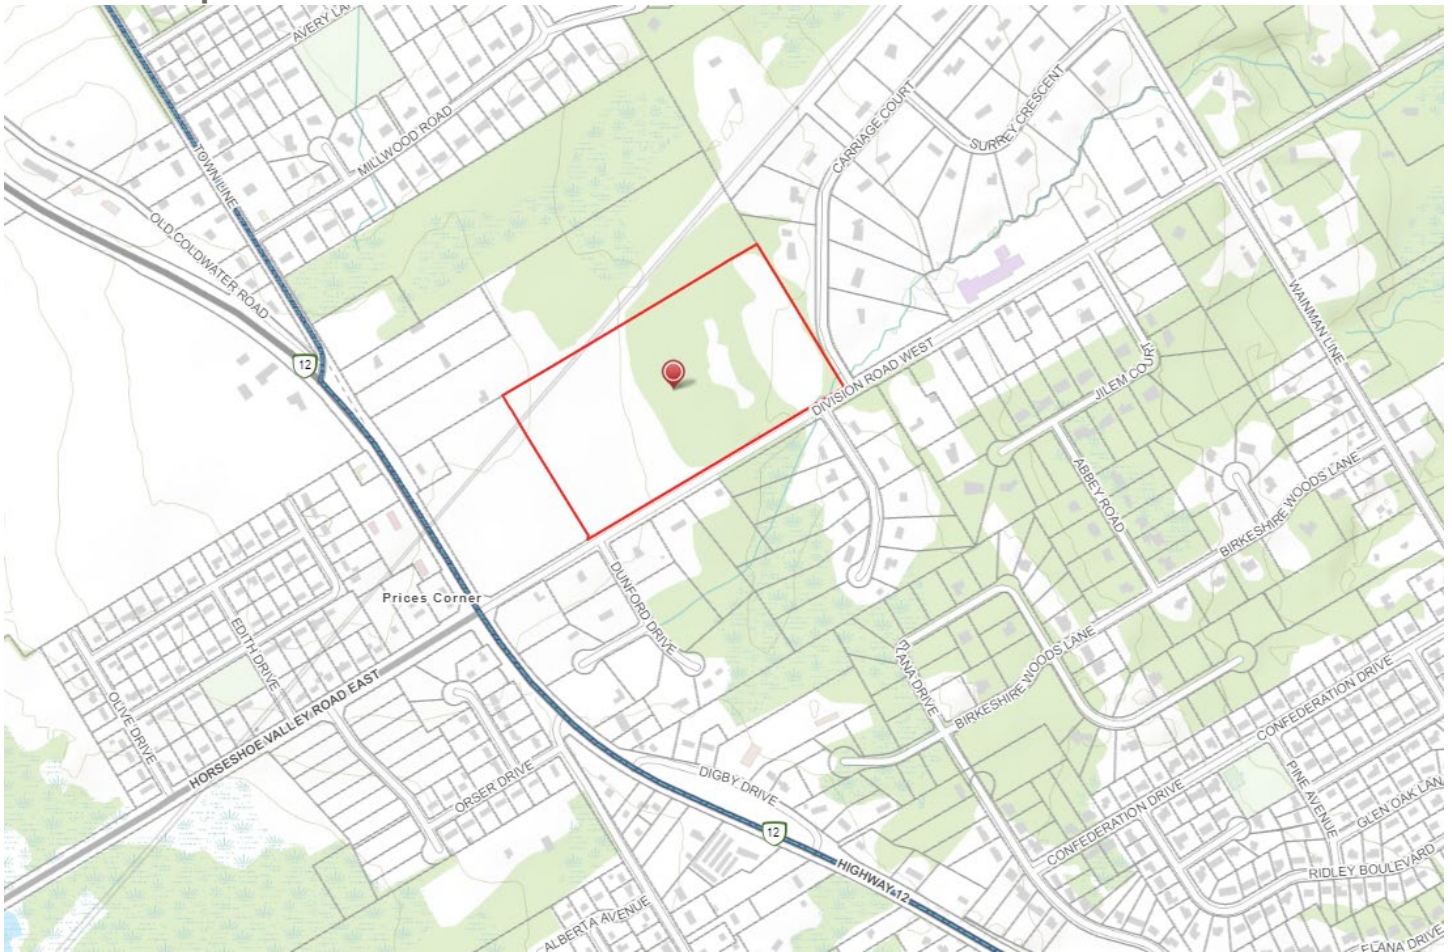 AVERY LA
MILLWOOD ROAD
TOWNLINE
OLD COLDWATER ROAD
12
CARRIAGE COURT
SURREY CRESCENT
WAINMAN LINE
DIVISION ROAD WEST
JILEM COURT
ABBEY ROAD
BIRKESHIRE WOODS LANE
DUNFORD DRIVE
Prices Corner
EDITH DRIVE
OLIVE DRIVE
HORSESHOE VALLEY ROAD EAST
ELANA DRIVE
BIRKESHIRE WOODS LANE
CONFEDERATION DRIVE
ORSER DRIVE
DIGBY DRIVE
12
HIGHWAY 12
CONFEDERATION DRIVE
PINE AVENUE
GLEN OAK LAN
RIDLEY BOULEVARD
ALBERTA AVENUE
ELANA DRIVE